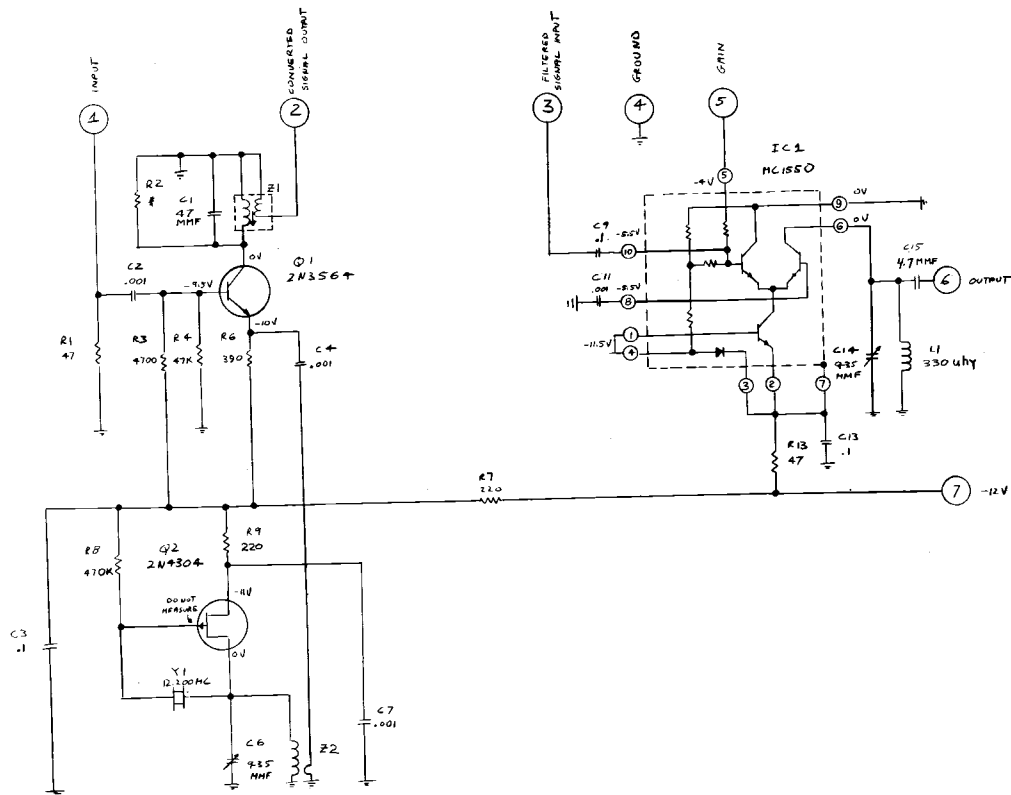 INPUT
1
CONVERTED
SIGNAL OUTPUT
2
FILTERED
SIGNAL INPUT
3
GROUND
4
GAIN
5
IC1
MC1550
R2
C1
47
MMF
Z1
0V
Q1
2N3564
C2
.001
-9.5V
-10V
R1
47
R3
4700
R4
47K
R6
390
C4
.001
-4V
5
9
0V
6
0V
C9
.1
-5.5V
10
C11
.001
-5.5V
8
1
-11.5V
4
3
2
7
C15
4.7MMF
6
OUTPUT
C14
935
MMF
L1
330 uhy
R13
47
C13
.1
R7
220
7
-12V
R8
470K
Q2
2N4304
R9
220
-11V
DO NOT
MEASURE
0V
C3
.1
Y1
12.200MC
C6
935
MMF
Z2
C7
.001